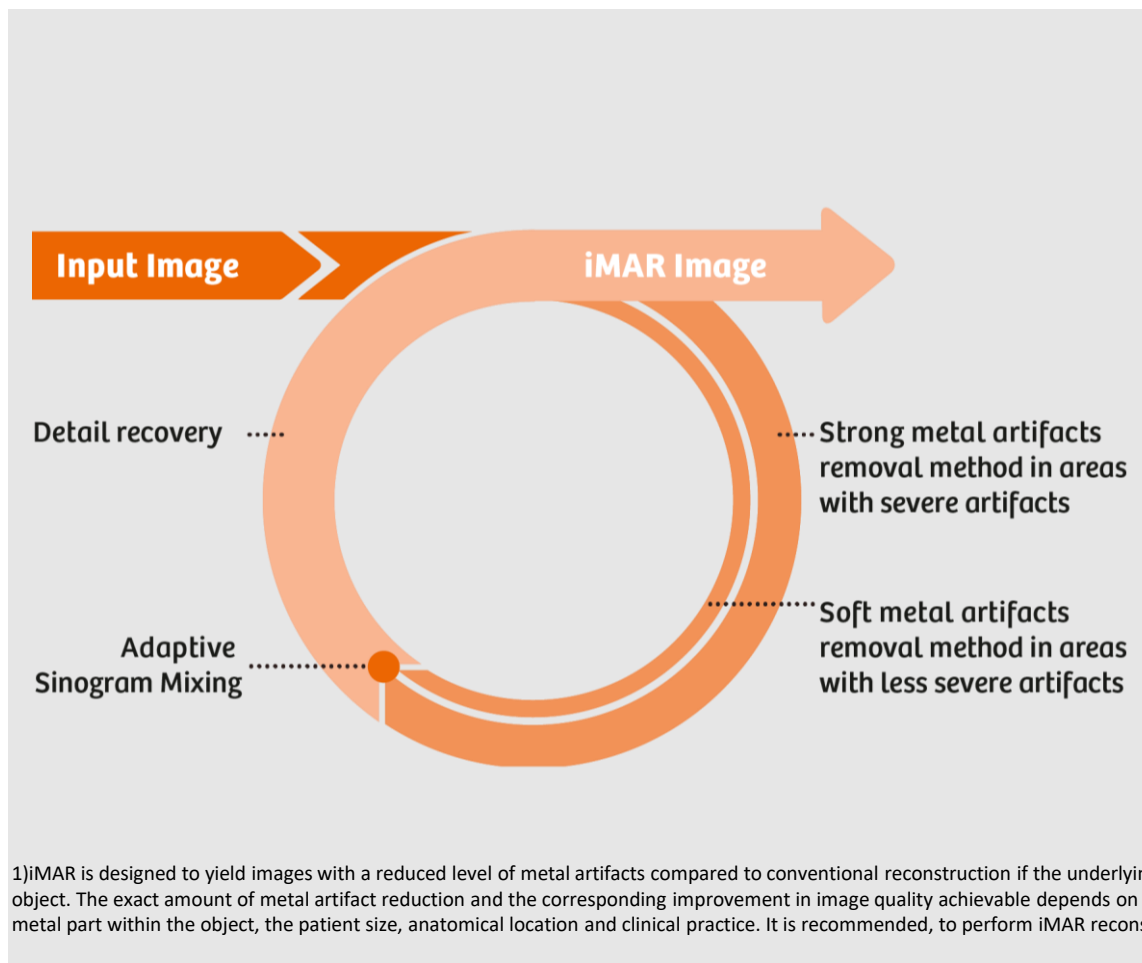 Input Image
iMAR Image
Detail recovery
Strong metal artifacts
removal method in areas
with severe artifacts
Adaptive
Sinogram Mixing
Soft metal artifacts
removal method in areas
with less severe artifacts
1)iMAR is designed to yield images with a reduced level of metal artifacts compared to conventional reconstruction if the
object. The exact amount of metal artifact reduction and the corresponding improvement in image quality achievable depends on
metal part within the object, the patient size, anatomical location and clinical practice. It is recommended, to perform iMAR